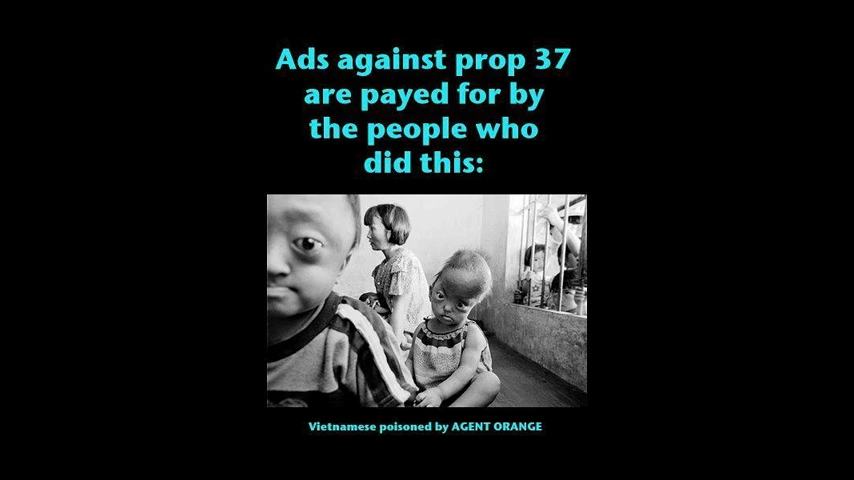 Ads against prop 37
are payed for by
the people who
did this:
Vietnamese poisoned by AGENT ORANGE